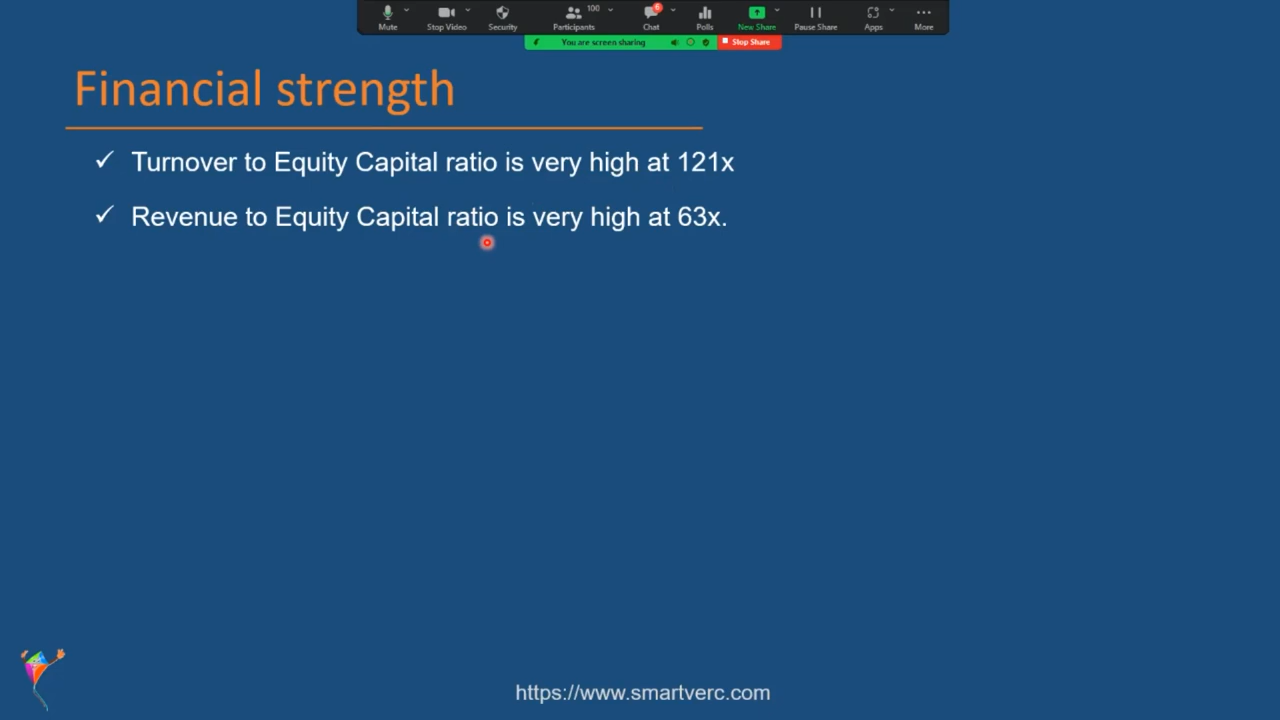 Mute
Stop Video
Security
100
Participants
6
Chat
Polls
New Share
Pause Share
Apps
More
You are screen sharing
Stop Share
Financial strength
✓ Turnover to Equity Capital ratio is very high at 121x
✓ Revenue to Equity Capital ratio is very high at 63x.
https://www.smartverc.com